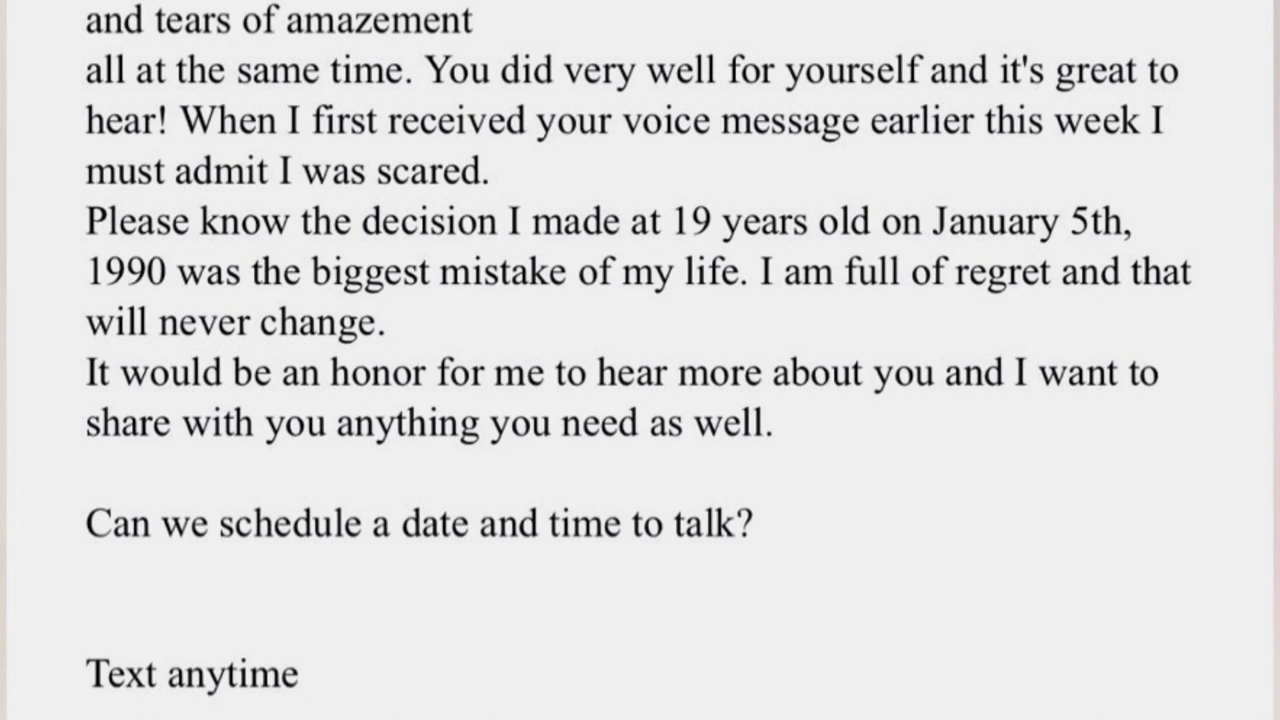 and tears of amazement
all at the same time. You did very well for yourself and it's great to
hear! When I first received your voice message earlier this week I
must admit I was scared.
Please know the decision I made at 19 years old on January 5th,
1990 was the biggest mistake of my life. I am full of regret and that
will never change.
It would be an honor for me to hear more about you and I want to
share with you anything you need as well.
Can we schedule a date and time to talk?
Text anytime